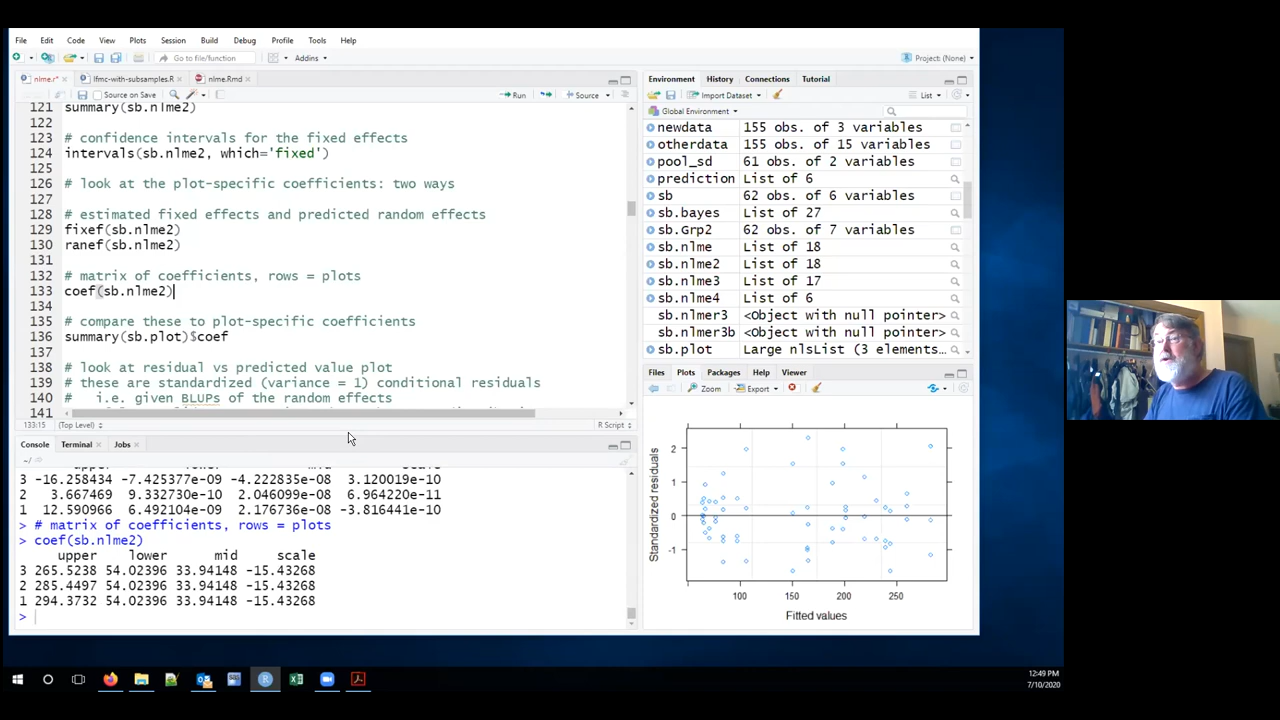 File Edit Code View Plots Session Build Debug Profile Tools Help
Go to file/function Addins Project: (None)
nlme.r* lfmc-with-subsamples.R nlme.Rmd
Source on Save Run Source
121 summary(sb.nlme2)
122
123 # confidence intervals for the fixed effects
124 intervals(sb.nlme2, which='fixed')
125
126 # look at the plot-specific coefficients: two ways
127
128 # estimated fixed effects and predicted random effects
129 fixef(sb.nlme2)
130 ranef(sb.nlme2)
131
132 # matrix of coefficients, rows = plots
133 coef(sb.nlme2)
134
135 # compare these to plot-specific coefficients
136 summary(sb.plot)$coef
137
138 # look at residual vs predicted value plot
139 # these are standardized (variance = 1) conditional residuals
140 # i.e. given BLUPs of the random effects
141
133:15 (Top Level) R Script
Console Terminal Jobs
~/
3 -16.258434 -7.425377e-09 -4.222835e-08 3.120019e-10
2 3.667469 9.332730e-10 2.046099e-08 6.964220e-11
1 12.590966 6.492104e-09 2.176736e-08 -3.816441e-10
> # matrix of coefficients, rows = plots
> coef(sb.nlme2)
upper lower mid scale
3 265.5238 54.02396 33.94148 -15.43268
2 285.4497 54.02396 33.94148 -15.43268
1 294.3732 54.02396 33.94148 -15.43268
>
Environment History Connections Tutorial
Import Dataset List
Global Environment
newdata 155 obs. of 3 variables
otherdata 155 obs. of 15 variables
pool_sd 61 obs. of 2 variables
prediction List of 6
sb 62 obs. of 6 variables
sb.bayes List of 27
sb.Grp2 62 obs. of 7 variables
sb.nlme List of 18
sb.nlme2 List of 18
sb.nlme3 List of 17
sb.nlme4 List of 6
sb.nlmer3 <Object with null pointer>
sb.nlmer3b <Object with null pointer>
sb.plot Large nlsList (3 elements…
Files Plots Packages Help Viewer
Zoom Export
Standardized residuals
2
1
0
-1
100 150 200 250
Fitted values
12:49 PM
7/10/2020